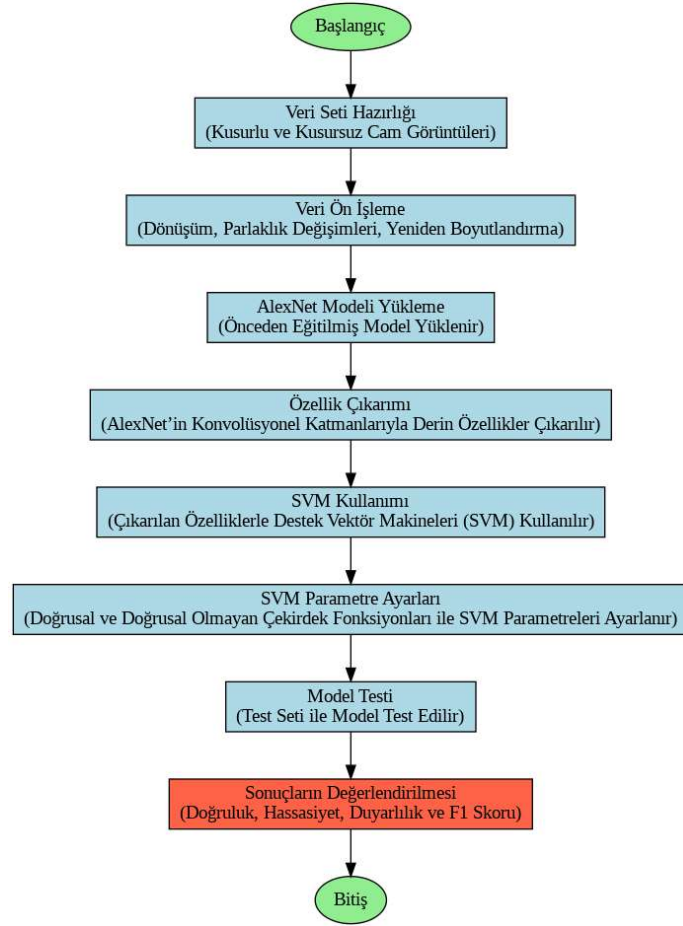 Başlangıç
Veri Seti Hazırlığı
(Kusurlu ve Kusursuz Cam Görüntüleri)
Veri Ön İşleme
(Dönüşüm, Parlaklık Değişimleri, Yeniden Boyutlandırma)
AlexNet Modeli Yükleme
(Önceden Eğitilmiş Model Yüklenir)
Özellik Çıkarımı
(AlexNet’in Konvolüsyonel Katmanlarıyla Derin Özellikler Çıkarılır)
SVM Kullanımı
(Çıkarılan Özelliklerle Destek Vektör Makineleri (SVM) Kullanılır)
SVM Parametre Ayarları
(Doğrusal ve Doğrusal Olmayan Çekirdek Fonksiyonları ile SVM Parametreleri Ayarlanır)
Model Testi
(Test Seti ile Model Test Edilir)
Sonuçların Değerlendirilmesi
(Doğruluk, Hassasiyet, Duyarlılık ve F1 Skoru)
Bitiş